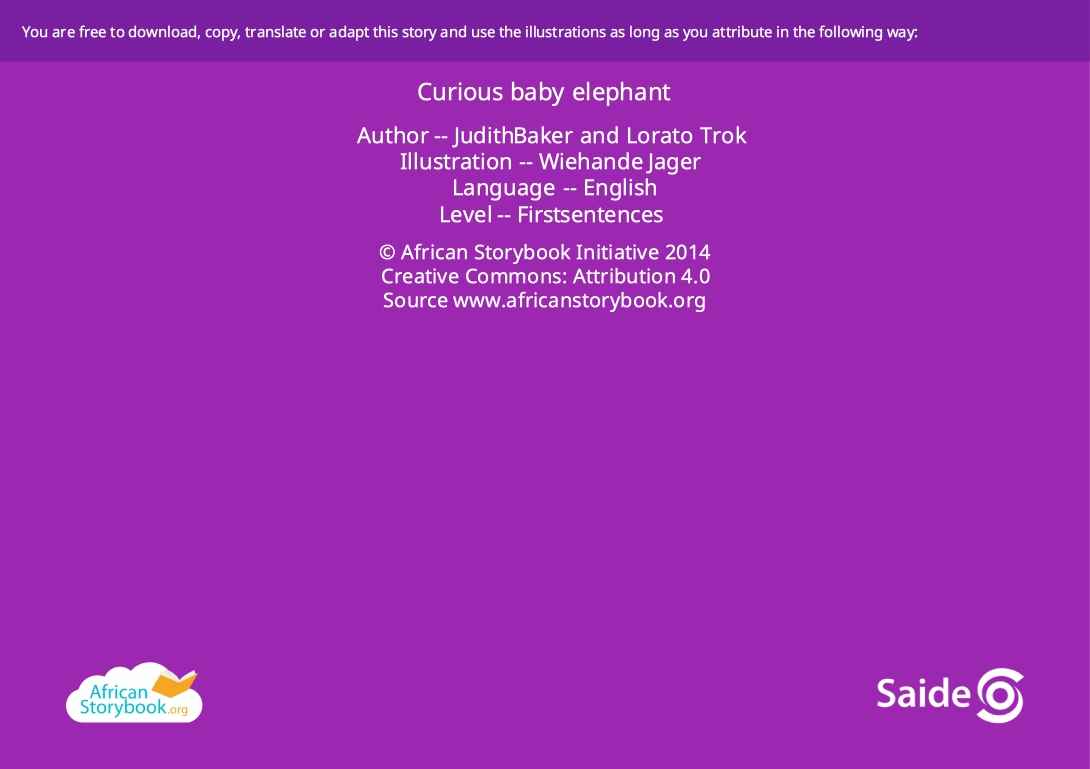 You are free to download, copy, translate or adapt this story and use the illustrations as long as you attribute in the following way:
Curious baby elephant
Author -- JudithBaker and Lorato Trok
Illustration -- Wiehande Jager
Language -- English
Level -- Firstsentences
© African Storybook Initiative 2014
Creative Commons: Attribution 4.0
Source www.africanstorybook.org
African
Storybook.org
Saide